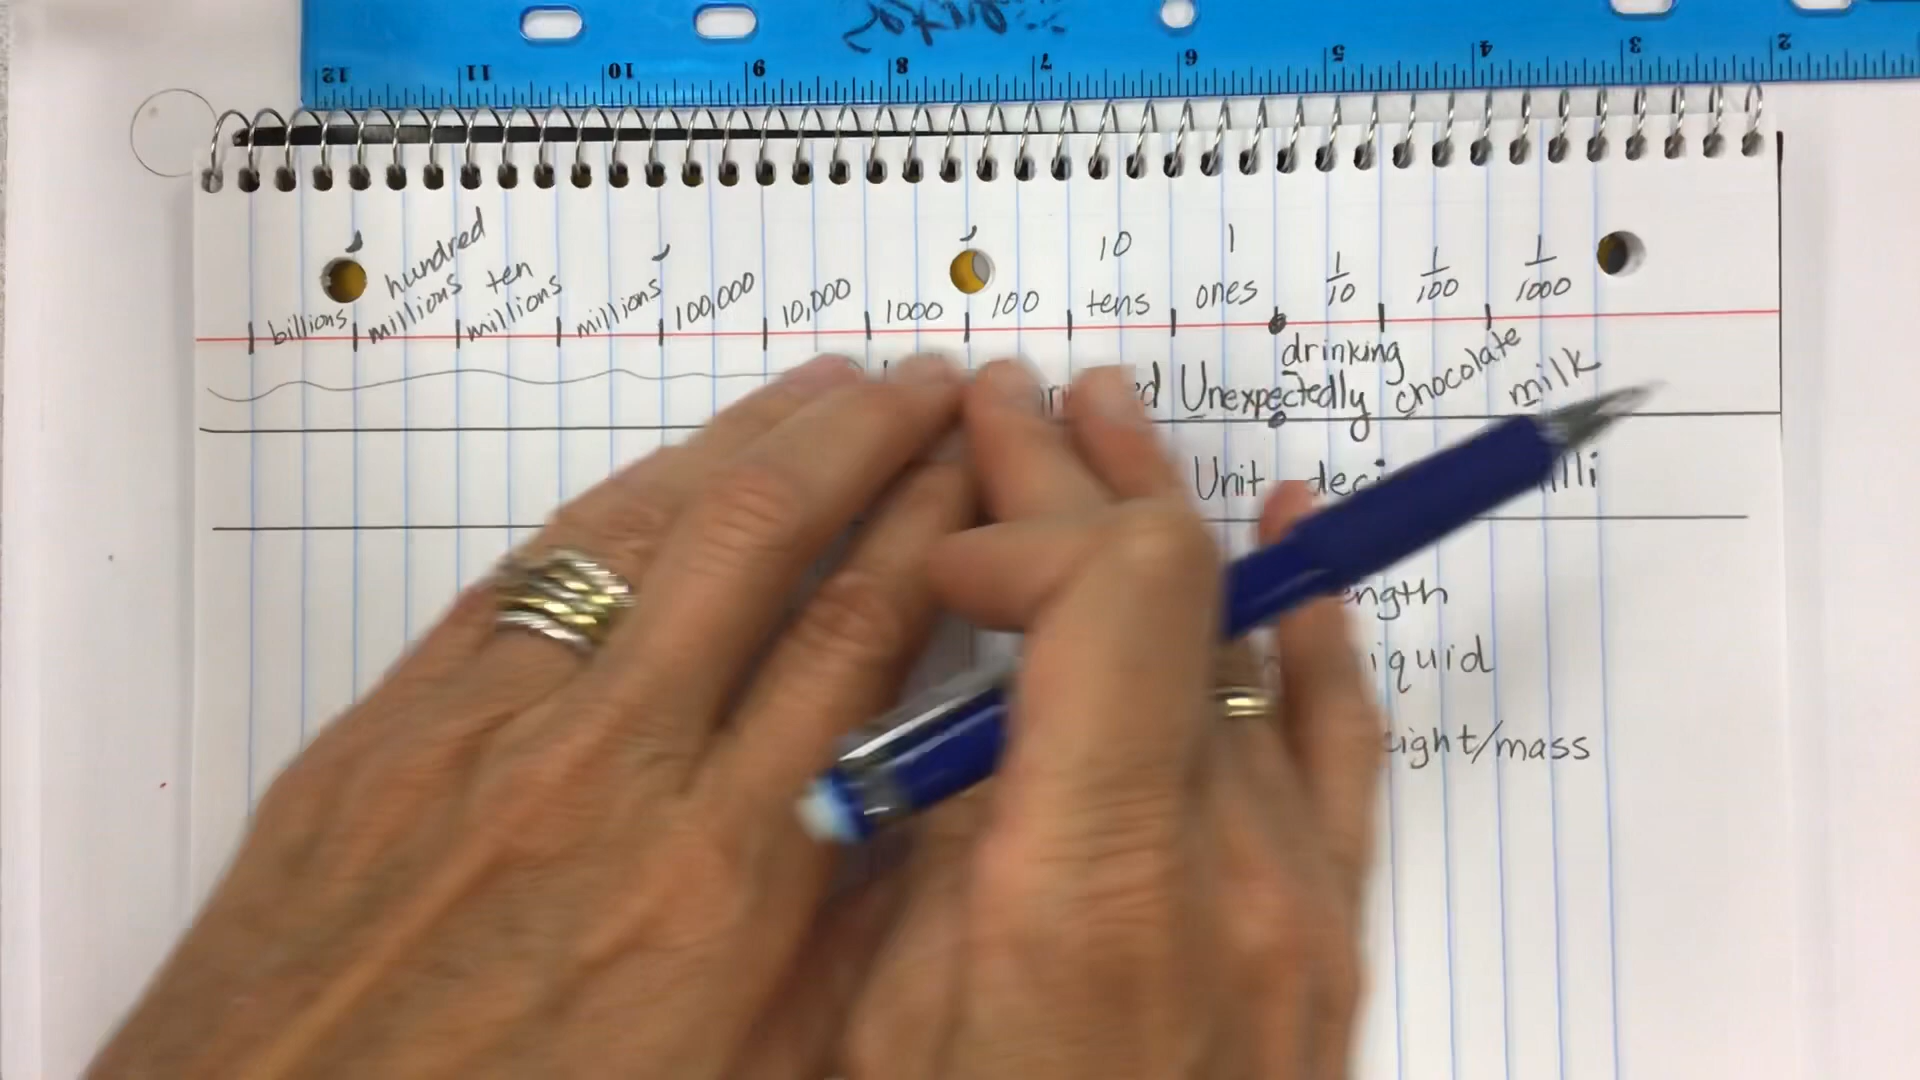 12 11 10 9 8 7 6 5 4 3 2
hundred 10 1 1 1 1
billions millions ten millions millions 100,000 10,000 1000 100 tens ones 10 100 1000
drinking
Unexpectedly chocolate milk
Unit
liquid
/mass